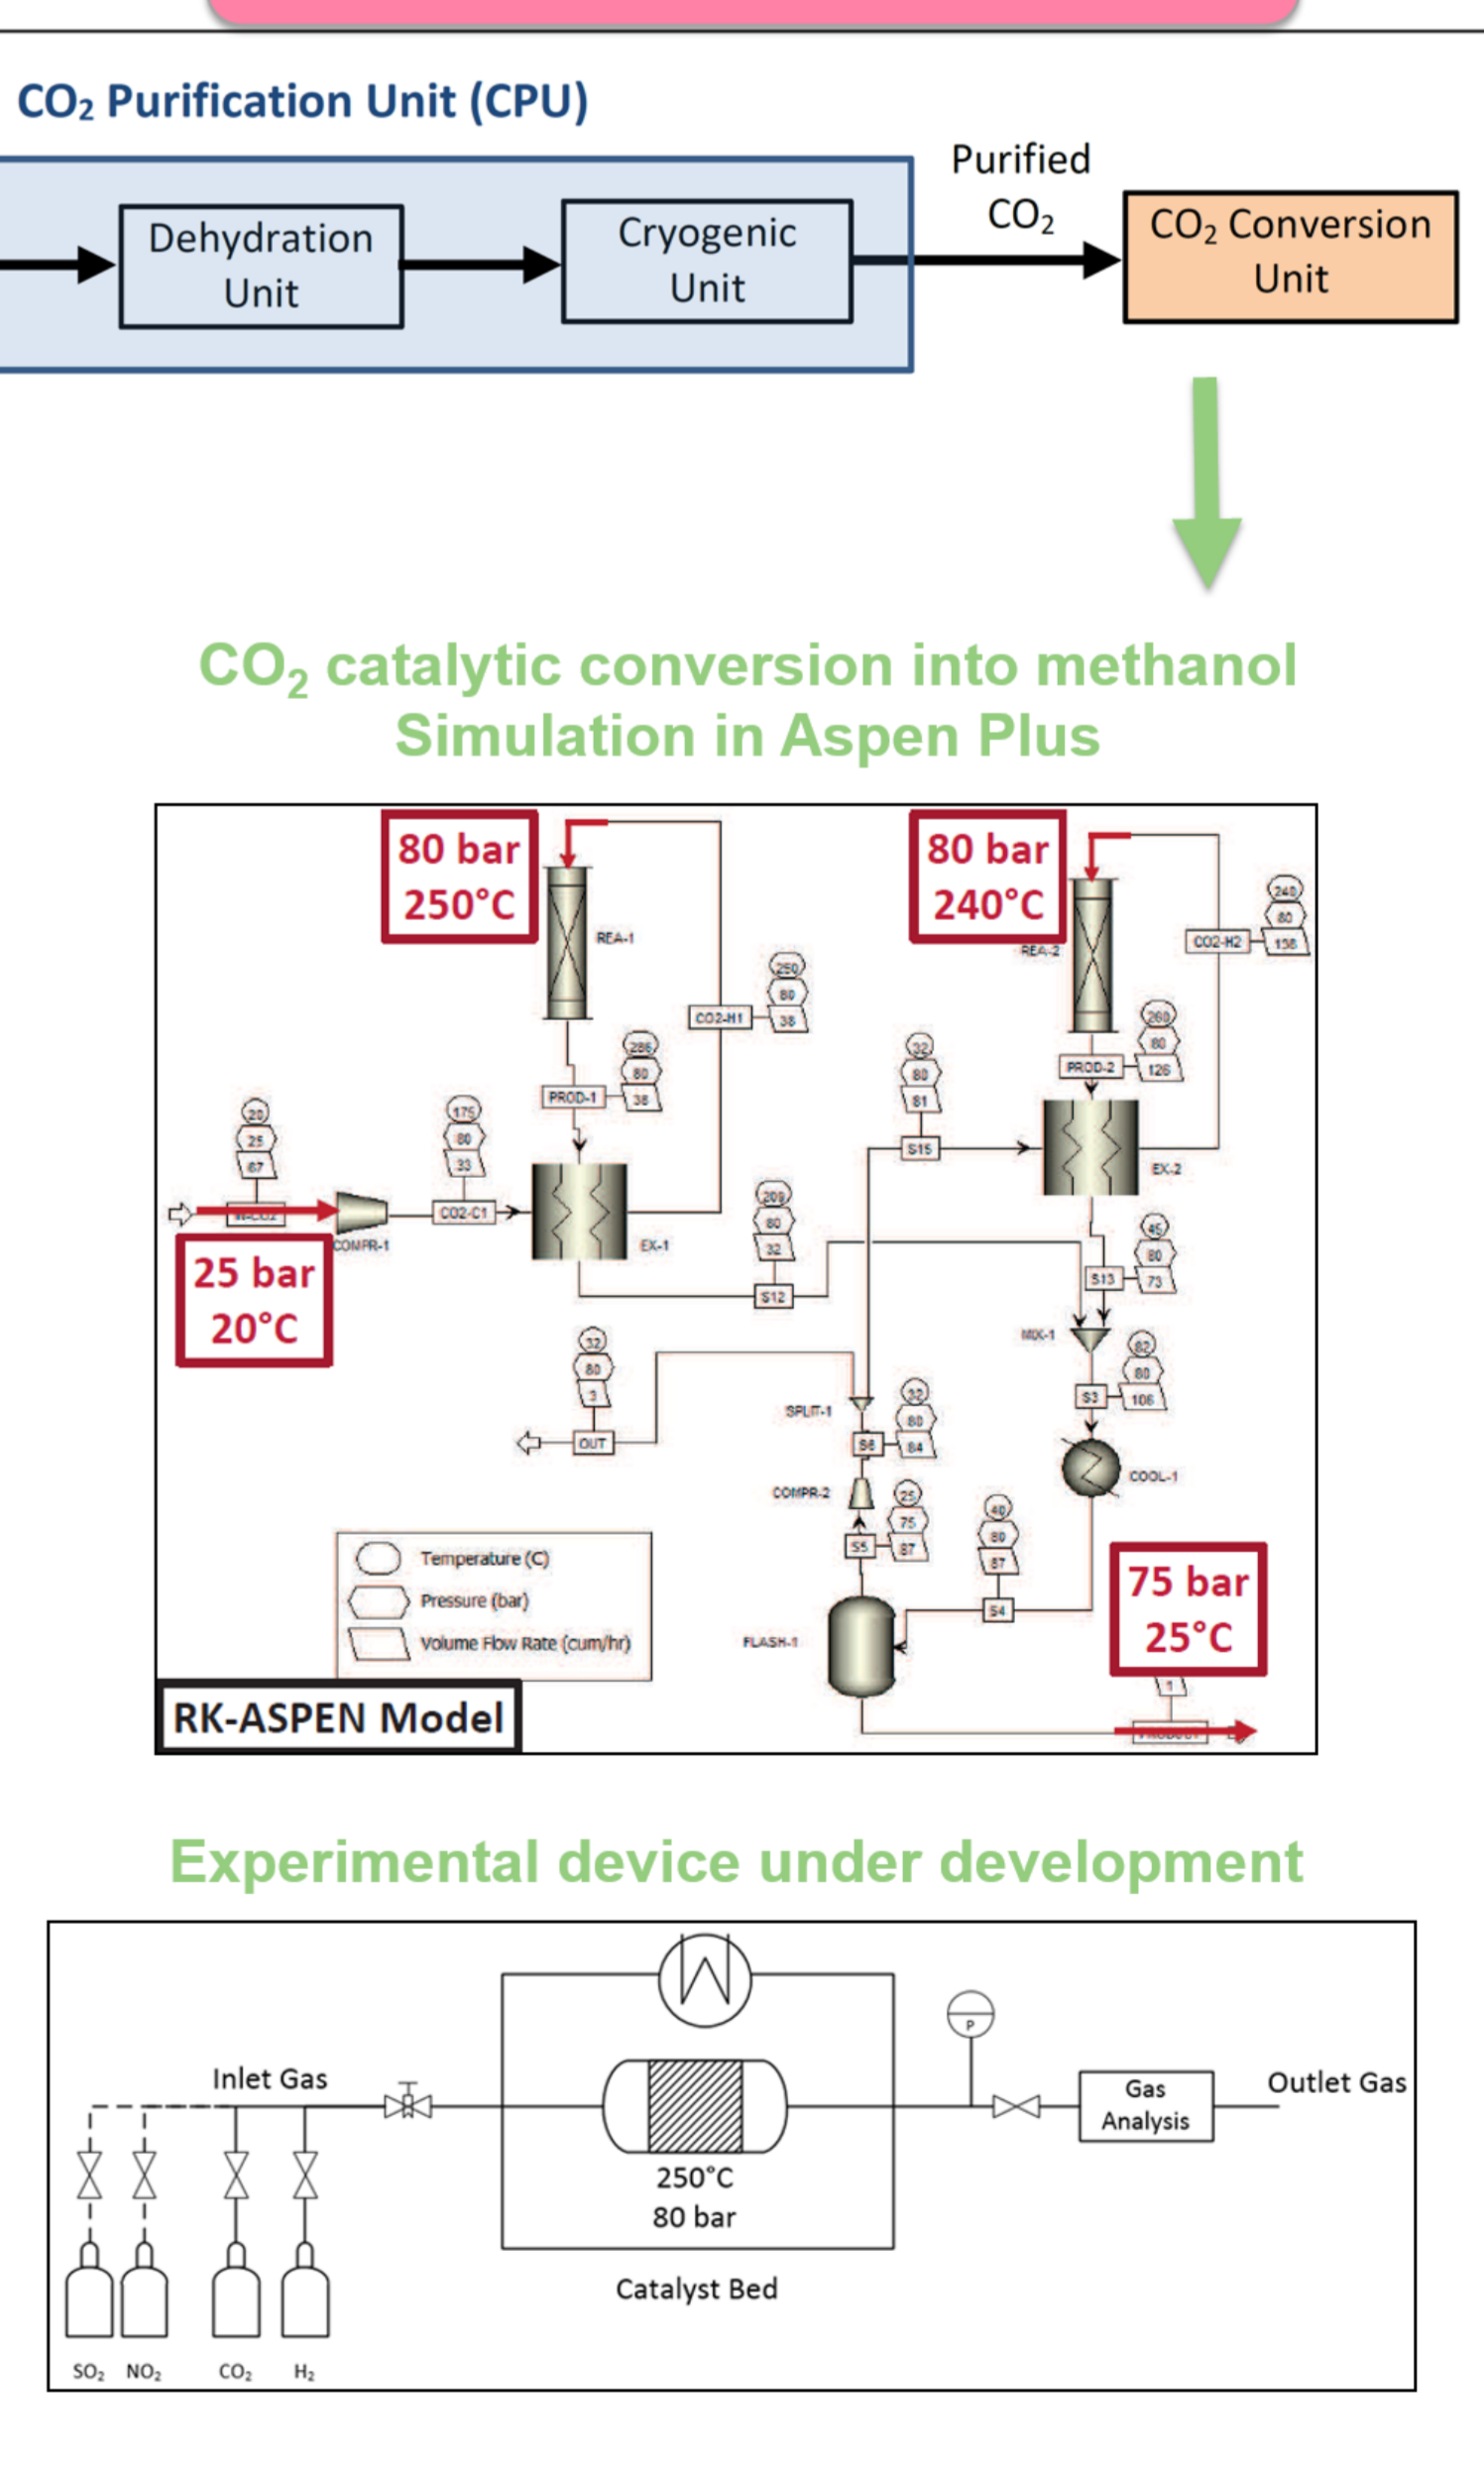 CO₂ Purification Unit (CPU)
Dehydration
Unit
Cryogenic
Unit
Purified
CO₂
CO₂ Conversion
Unit
CO₂ catalytic conversion into methanol
Simulation in Aspen Plus
80 bar
250°C
REA-1
80 bar
240°C
REA-2
240
80
CO2-H2
138
250
80
CO2-H1
38
260
80
PROD-2
126
286
80
PROD-1
38
32
80
81
S15
EX-2
20
25
67
175
80
33
CO2-C1
COMPR-1
EX-1
25 bar
20°C
209
80
32
S12
45
80
S13
73
MIX-1
82
80
S3
106
COOL-1
32
80
3
OUT
SPLIT-1
32
80
S6
84
COMPR-2
25
75
S5
87
40
80
87
S4
FLASH-1
75 bar
25°C
1
Temperature (C)
Pressure (bar)
Volume Flow Rate (cum/hr)
RK-ASPEN Model
Experimental device under development
P
Inlet Gas
Gas
Analysis
Outlet Gas
250°C
80 bar
Catalyst Bed
SO₂ NO₂ CO₂ H₂